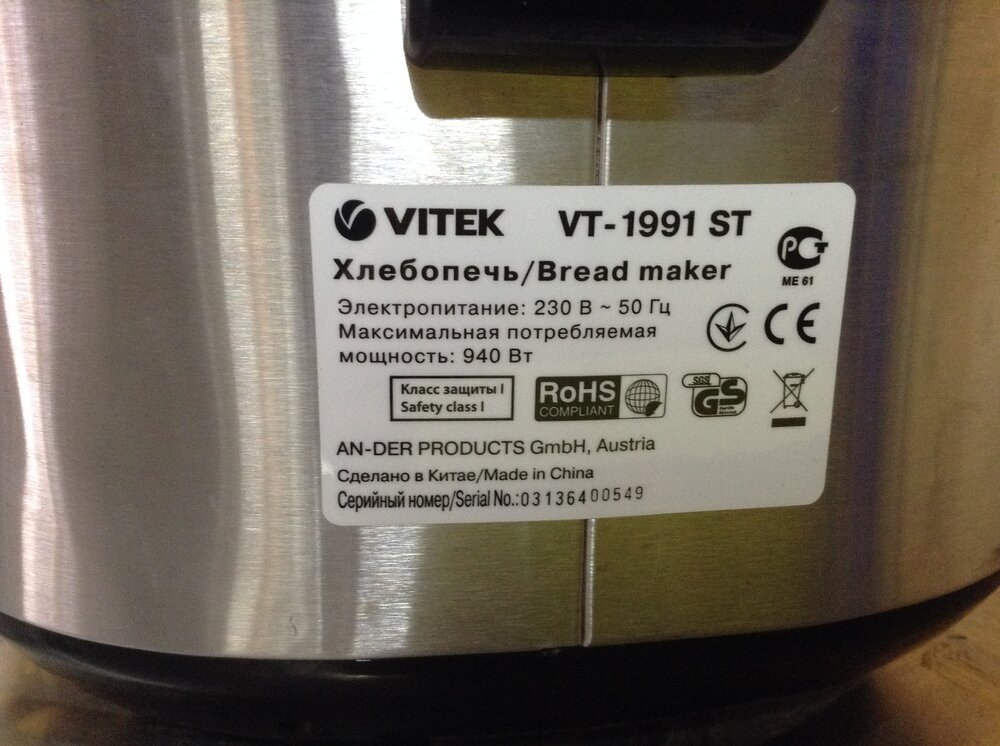 VITEK VT-1991 ST
PCT
ME 61
Хлебопечь/Bread maker
Электропитание: 230 В ~ 50 Гц
Максимальная потребляемая
мощность: 940 Вт
CE
Класс защиты I
Safety class I
RoHS
COMPLIANT
SGS
GS
AN-DER PRODUCTS GmbH, Austria
Сделано в Китае/Made in China
Серийный номер/Serial No.:03136400549